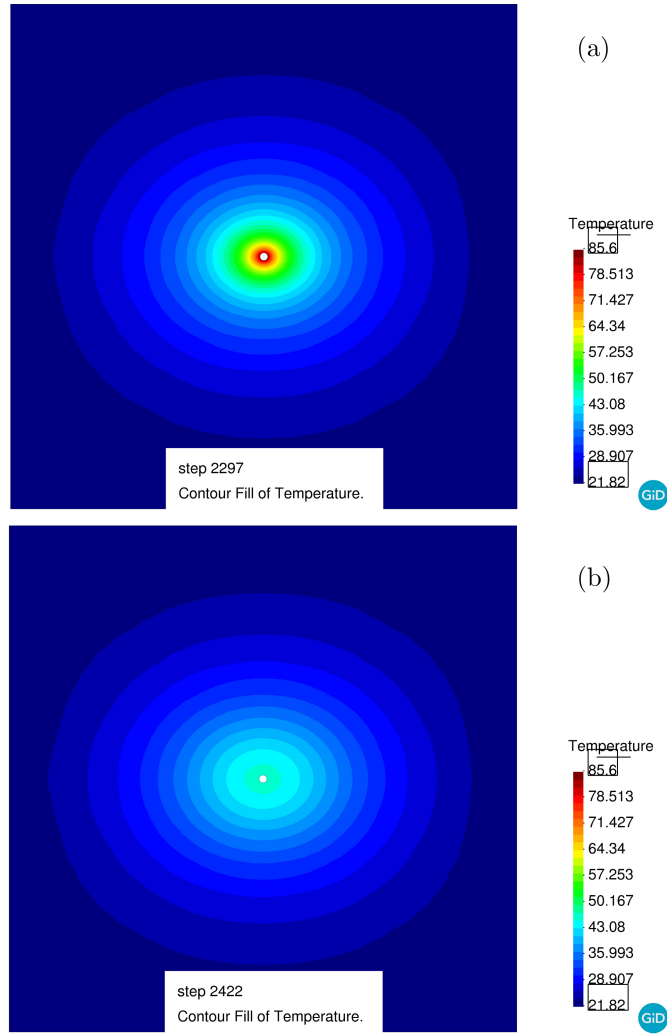 (a)
Temperature
85.6
78.513
71.427
64.34
57.253
50.167
43.08
35.993
28.907
21.82
step 2297
Contour Fill of Temperature.
GiD
(b)
Temperature
85.6
78.513
71.427
64.34
57.253
50.167
43.08
35.993
28.907
21.82
step 2422
Contour Fill of Temperature.
GiD